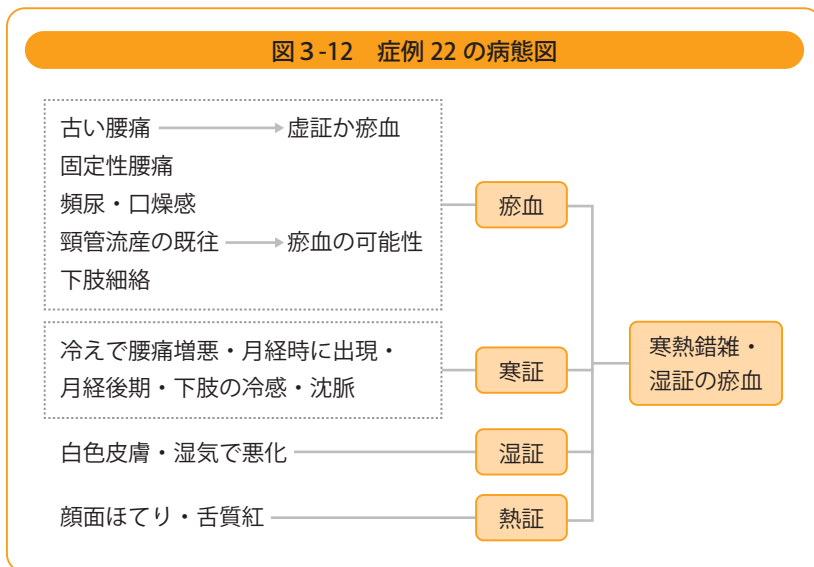 図3-12 症例22の病態図
古い腰痛 → 虚証か瘀血
固定性腰痛
頻尿・口燥感
頸管流産の既往 → 瘀血の可能性
下肢細絡
瘀血
冷えで腰痛増悪・月経時に出現・
月経後期・下肢の冷感・沈脈
寒証
白色皮膚・湿気で悪化
湿証
顔面ほてり・舌質紅
熱証
寒熱錯雑・
湿証の瘀血